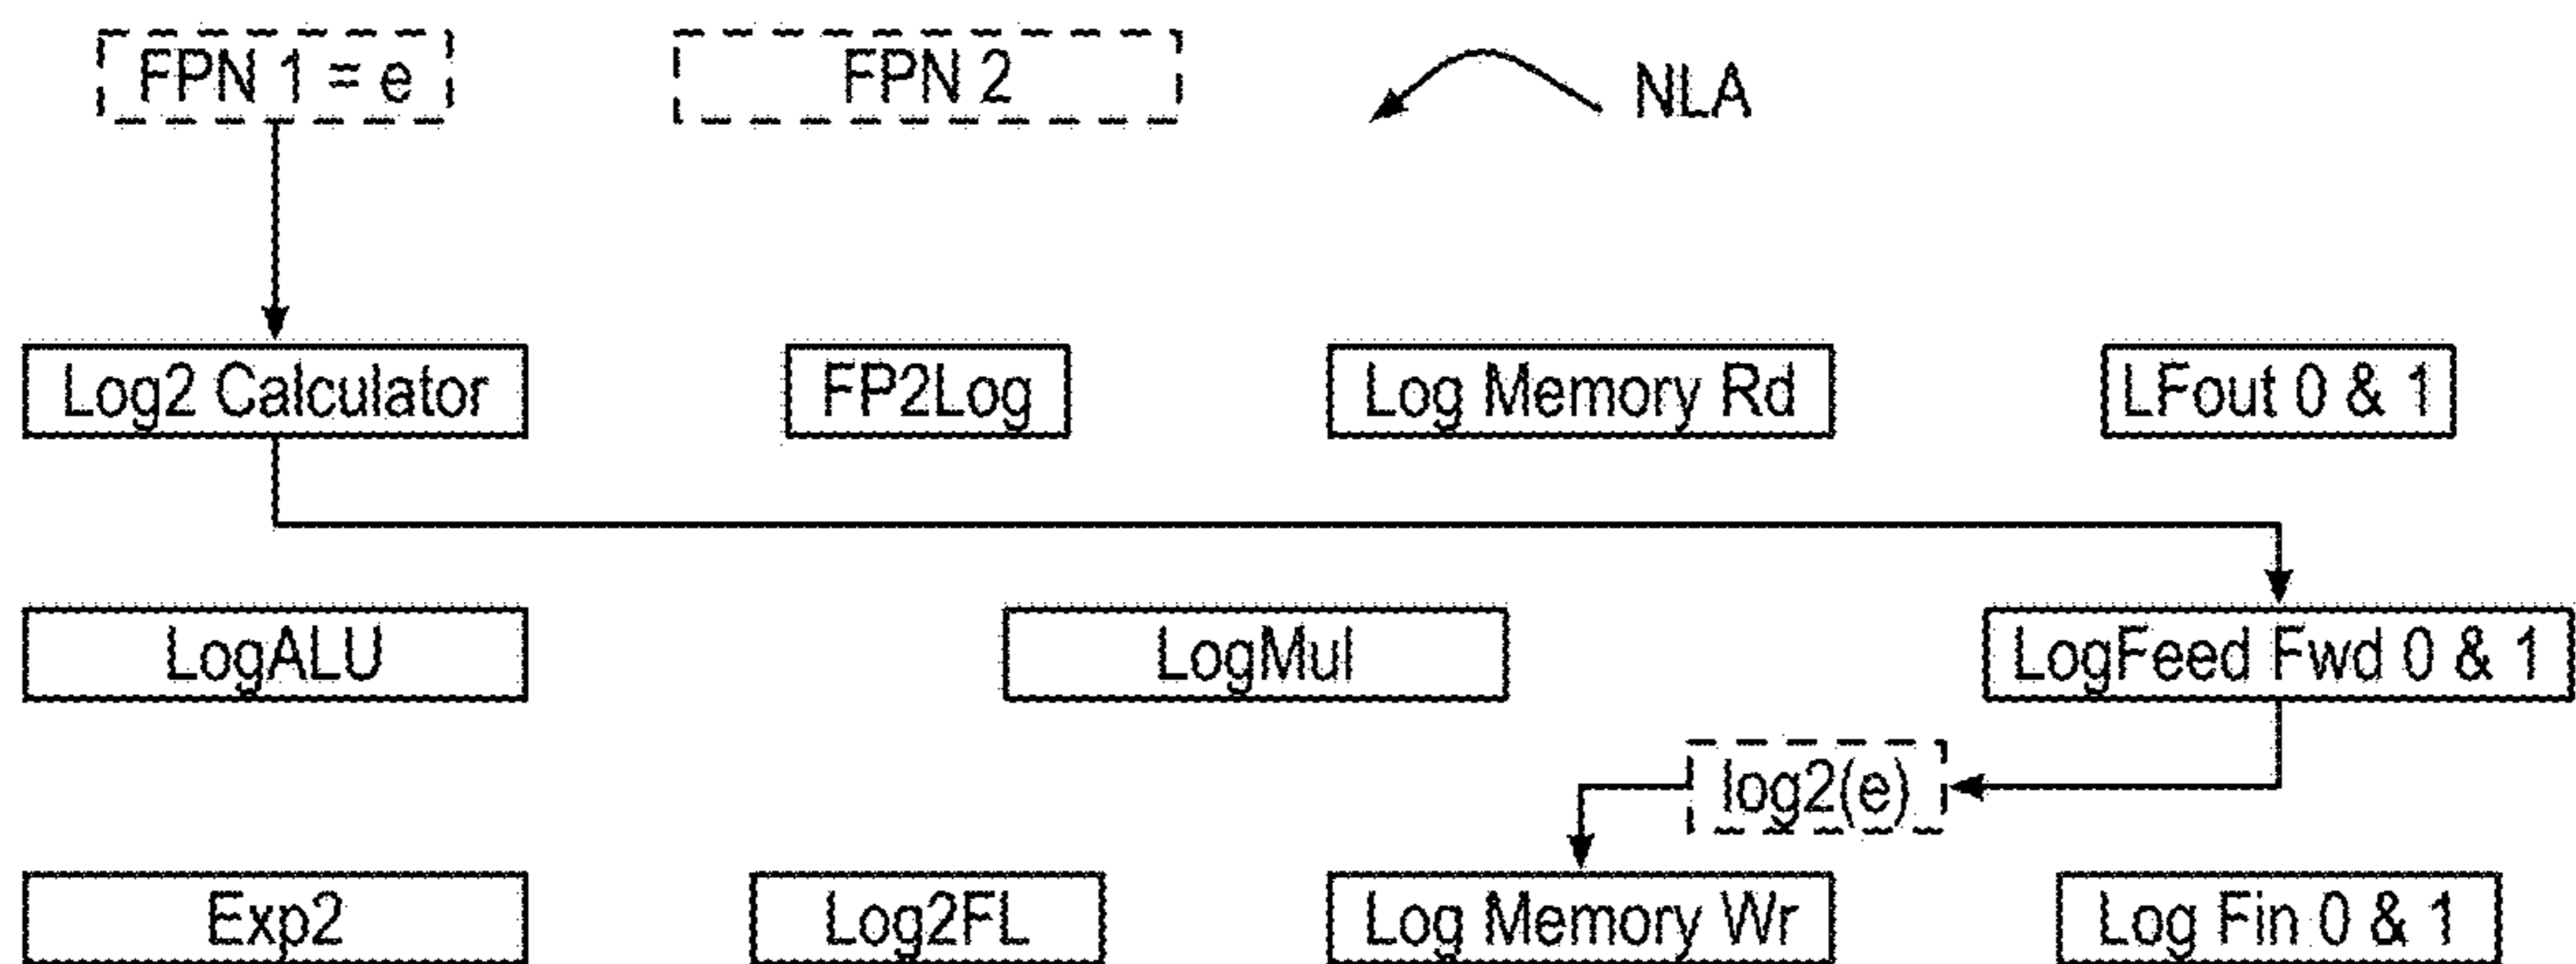 FPN 1 = e
FPN 2
NLA
Log2 Calculator
FP2Log
Log Memory Rd
LFout 0 & 1
LogALU
LogMul
LogFeed Fwd 0 & 1
log2(e)
Exp2
Log2FL
Log Memory Wr
Log Fin 0 & 1